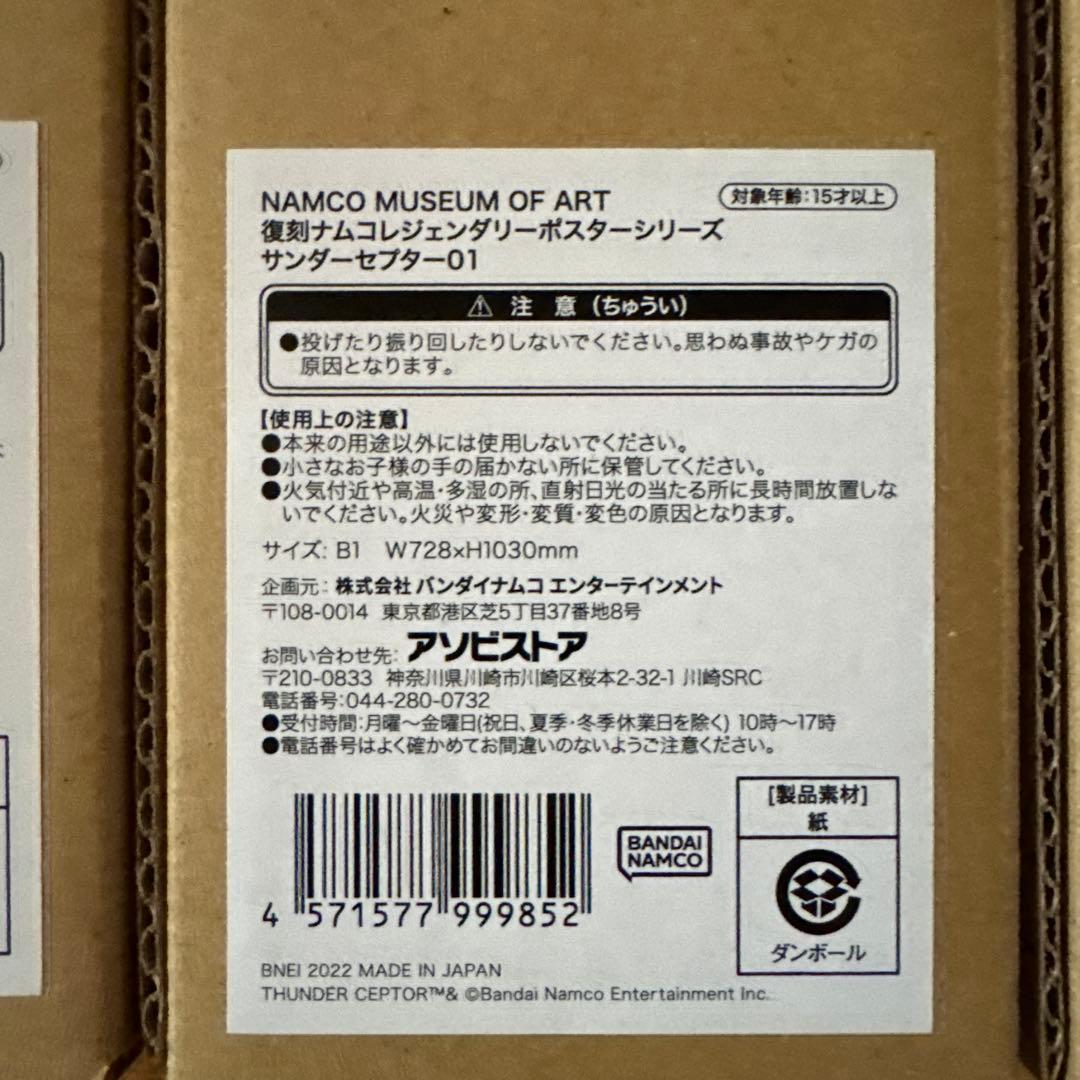 NAMCO MUSEUM OF ART
対象年齢:15才以上
復刻ナムコレジェンダリーポスターシリーズ
サンダーセプター01
⚠ 注 意 (ちゅうい)
●投げたり振り回したりしないでください。思わぬ事故やケガの
原因となります。
【使用上の注意】
●本来の用途以外には使用しないでください。
●小さなお子様の手の届かない所に保管してください。
●火気付近や高温・多湿の所、直射日光の当たる所に長時間放置しな
いでください。火災や変形・変質・変色の原因となります。
サイズ: B1 W728×H1030mm
企画元: 株式会社 バンダイナムコ エンターテインメント
〒108-0014 東京都港区芝5丁目37番地8号
お問い合わせ先: アソビストア
〒210-0833 神奈川県川崎市川崎区桜本2-32-1 川崎SRC
電話番号:044-280-0732
●受付時間:月曜〜金曜日(祝日、夏季・冬季休業日を除く) 10時〜17時
●電話番号はよく確かめてお間違いのないようご注意ください。
4 571577 999852
BANDAI
NAMCO
[製品素材]
紙
ダンボール
BNEI 2022 MADE IN JAPAN
THUNDER CEPTOR™& ©Bandai Namco Entertainment Inc.